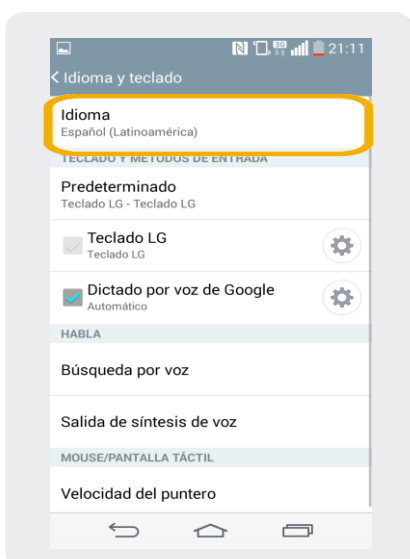 3G 21:11
< Idioma y teclado
Idioma
Español (Latinoamérica)
TECLADO Y MÉTODOS DE ENTRADA
Predeterminado
Teclado LG - Teclado LG
Teclado LG
Teclado LG
Dictado por voz de Google
Automático
HABLA
Búsqueda por voz
Salida de síntesis de voz
MOUSE/PANTALLA TÁCTIL
Velocidad del puntero